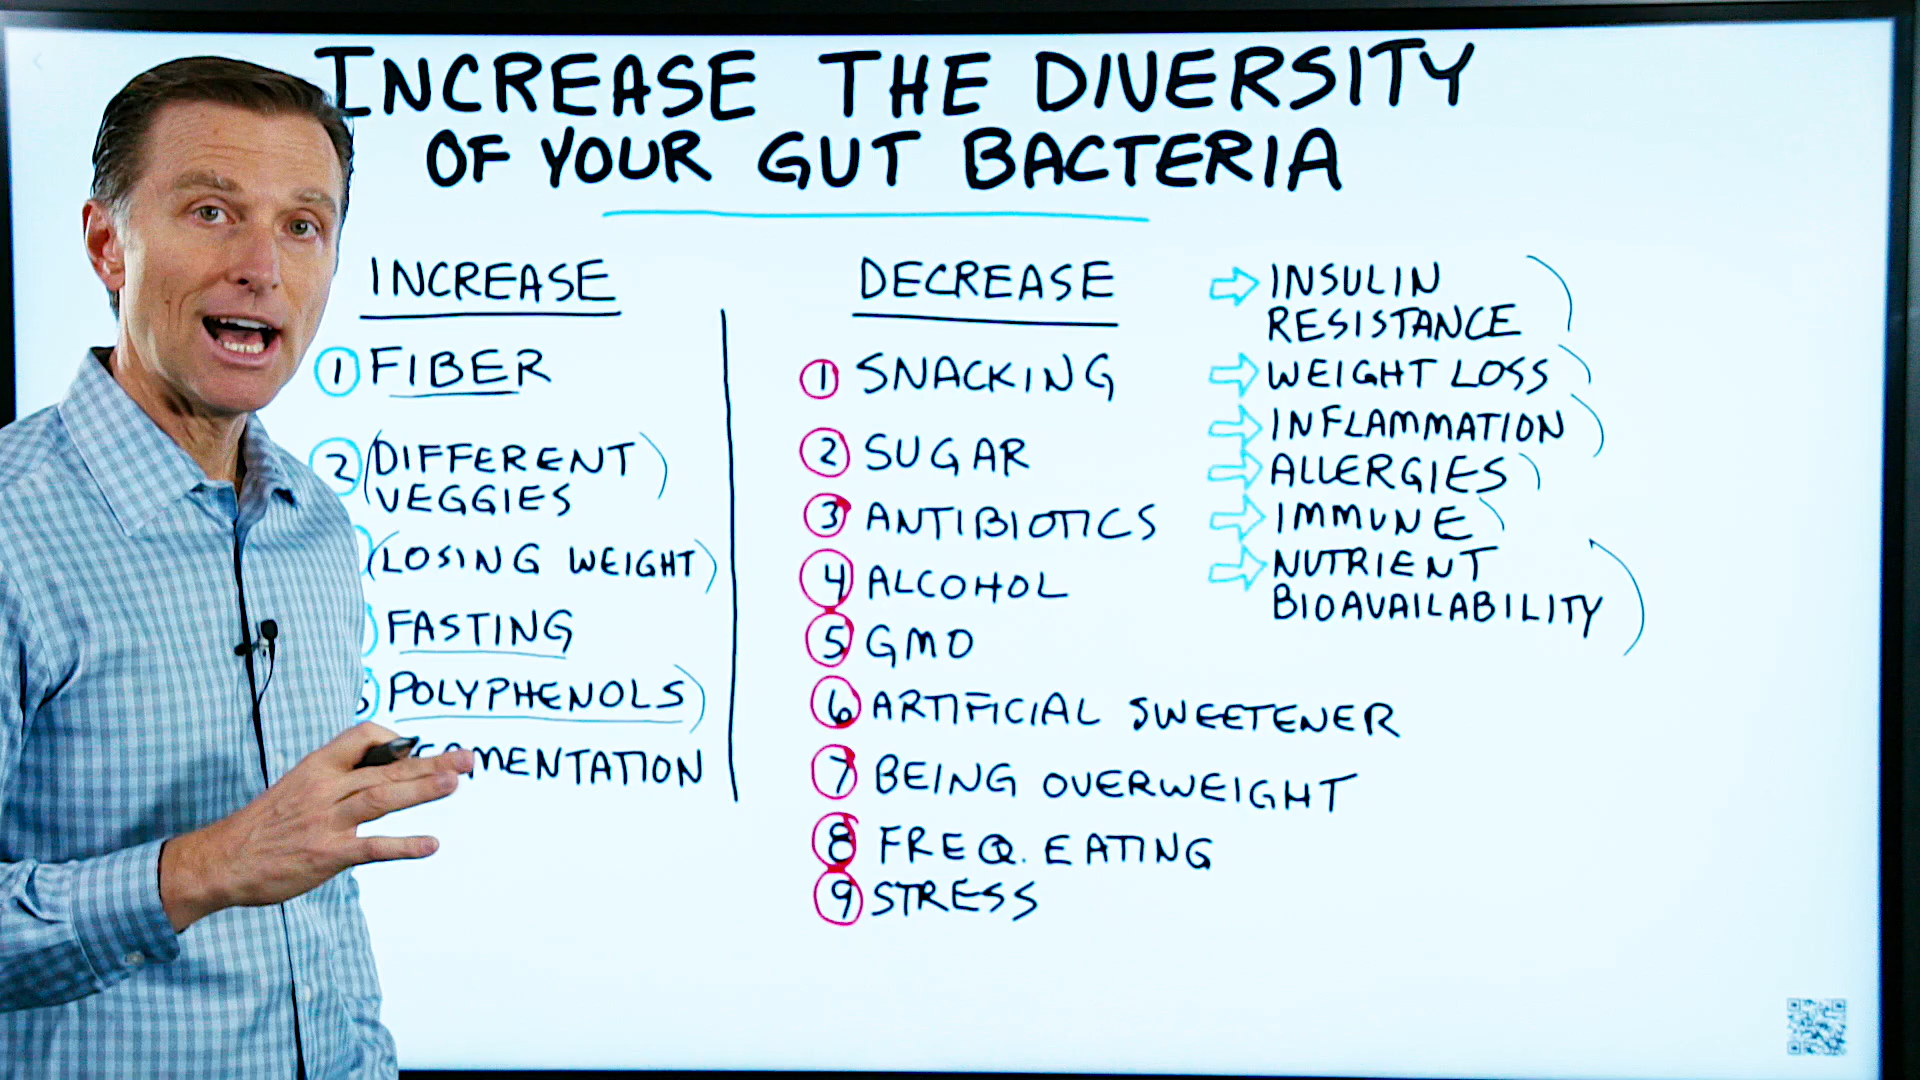 INCREASE THE DIVERSITY
OF YOUR GUT BACTERIA
INCREASE
1 FIBER
2 (DIFFERENT
VEGGIES)
(LOSING WEIGHT)
FASTING
POLYPHENOLS)
DECREASE
1 SNACKING
2 SUGAR
3 ANTIBIOTICS
4 ALCOHOL
5 GMO
6 ARTIFICIAL SWEETENER
7 BEING OVERWEIGHT
8 FREQ. EATING
9 STRESS
⇨ INSULIN
RESISTANCE)
⇨ WEIGHT LOSS)
⇨ INFLAMMATION)
⇨ ALLERGIES)
⇨ IMMUNE)
⇨ NUTRIENT
BIOAVAILABILITY)